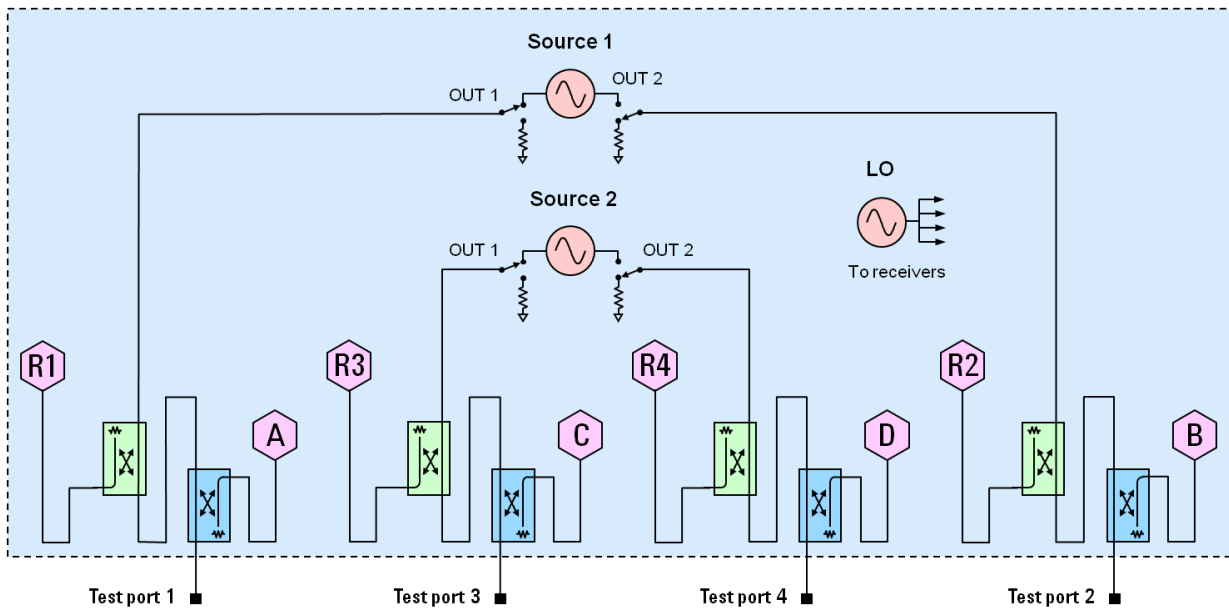 Source 1
OUT 1
OUT 2
LO
Source 2
OUT 1
OUT 2
To receivers
R1
R3
R4
R2
A
C
D
B
Test port 1
Test port 3
Test port 4
Test port 2